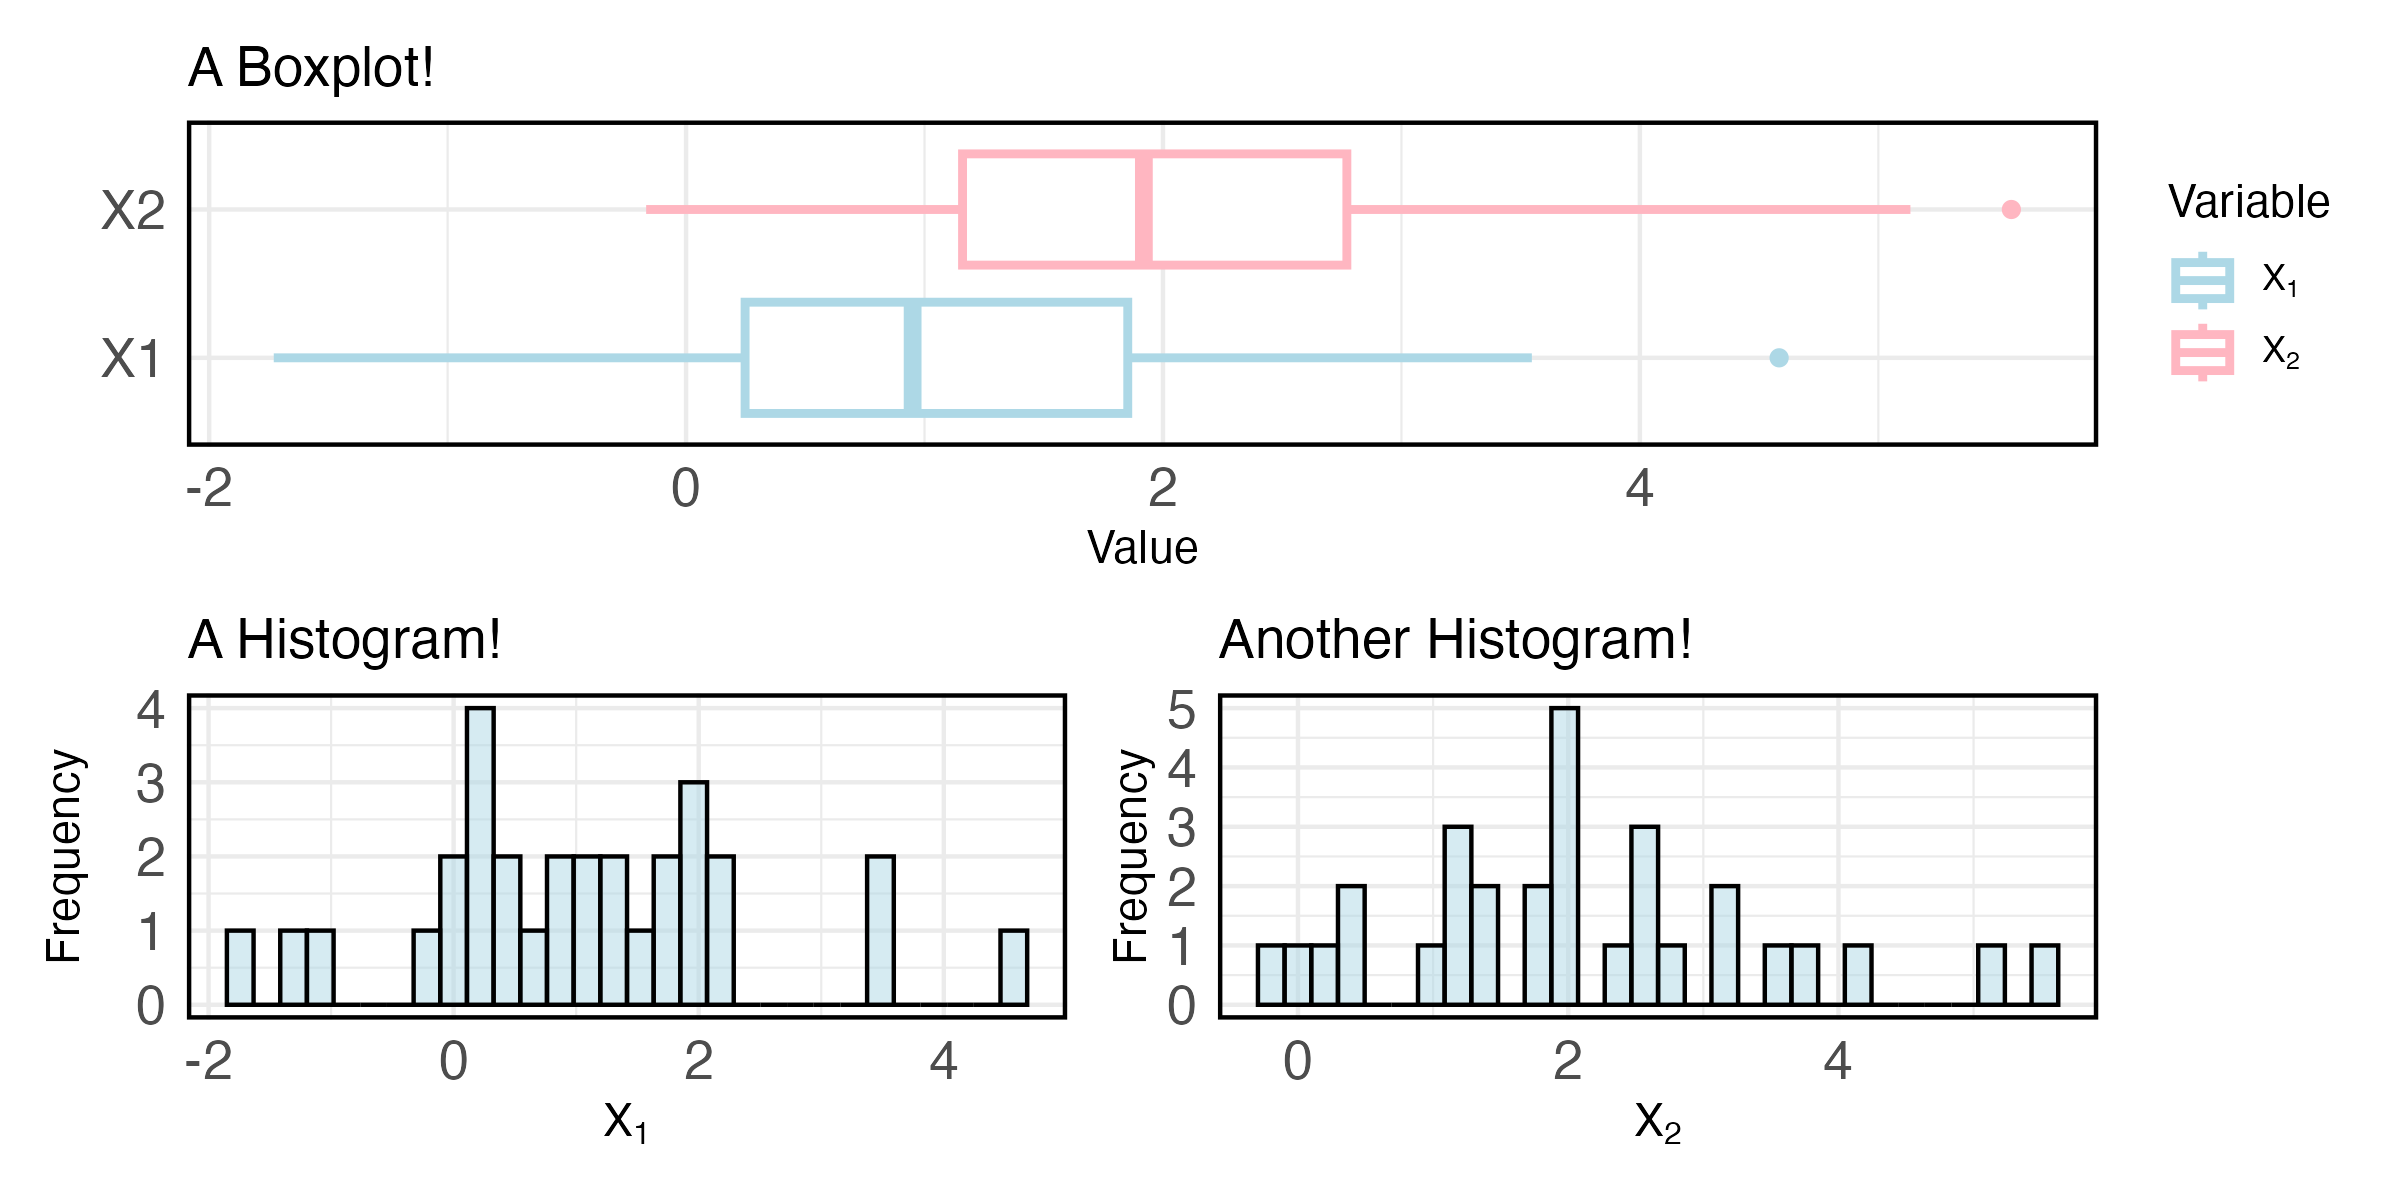 A Boxplot!
X2
X1
-2 0 2 4
Value
Variable
X1
X2
A Histogram!
4
3
2
1
0
Frequency
-2 0 2 4
X1
Another Histogram!
5
4
3
2
1
0
Frequency
0 2 4
X2